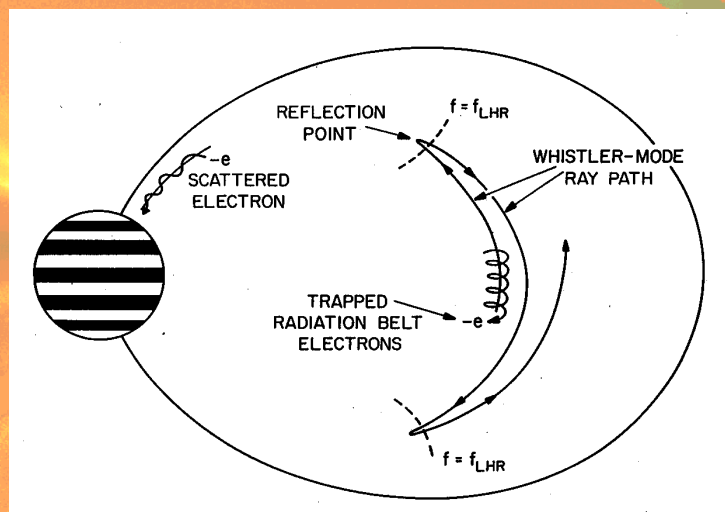 REFLECTION
POINT
f = fLHR
WHISTLER-MODE
RAY PATH
-e
SCATTERED
ELECTRON
TRAPPED
RADIATION BELT
ELECTRONS
-e
f = fLHR